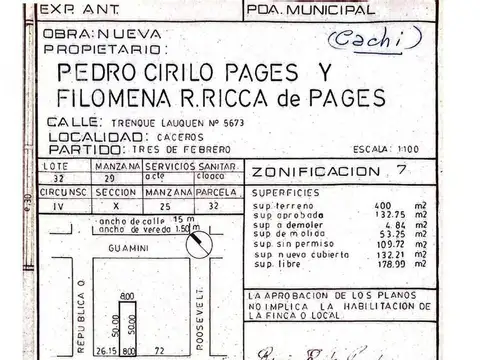 EXP. ANT.
PDA. MUNICIPAL
OBRA: NUEVA
(Cachi)
PROPIETARIO:
PEDRO CIRILO PAGES Y
FILOMENA R. RICCA de PAGES
CALLE: TRENQUE LAUQUEN Nº 5673
LOCALIDAD: CACEROS
PARTIDO: TRES DE FEBRERO
ESCALA: 1:100
LOTE MANZANA SERVICIOS SANITAR.
32 29 a.cte cloaca
CIRCUNSC SECCION MANZANA PARCELA
IV X 25 32
ZONIFICACION 7
SUPERFICIES
sup. terreno 400 m2
sup. aprobada 132.75 m2
sup. a demoler 4.84 m2
sup. de molida 53.25 m2
sup. sin permiso 109.72 m2
sup. nueva cubierta 132.21 m2
sup. libre 178.99 m2
ancho de calle 15 m
ancho de vereda 1.50 m
GUAMINI
REPUBLICA O.
ROOSEVELT.
8.00
50.00
50.00
26.15 8.00 72
LA APROBACION DE LOS PLANOS
NO IMPLICA LA HABILITACION DE
LA FINCA O LOCAL.